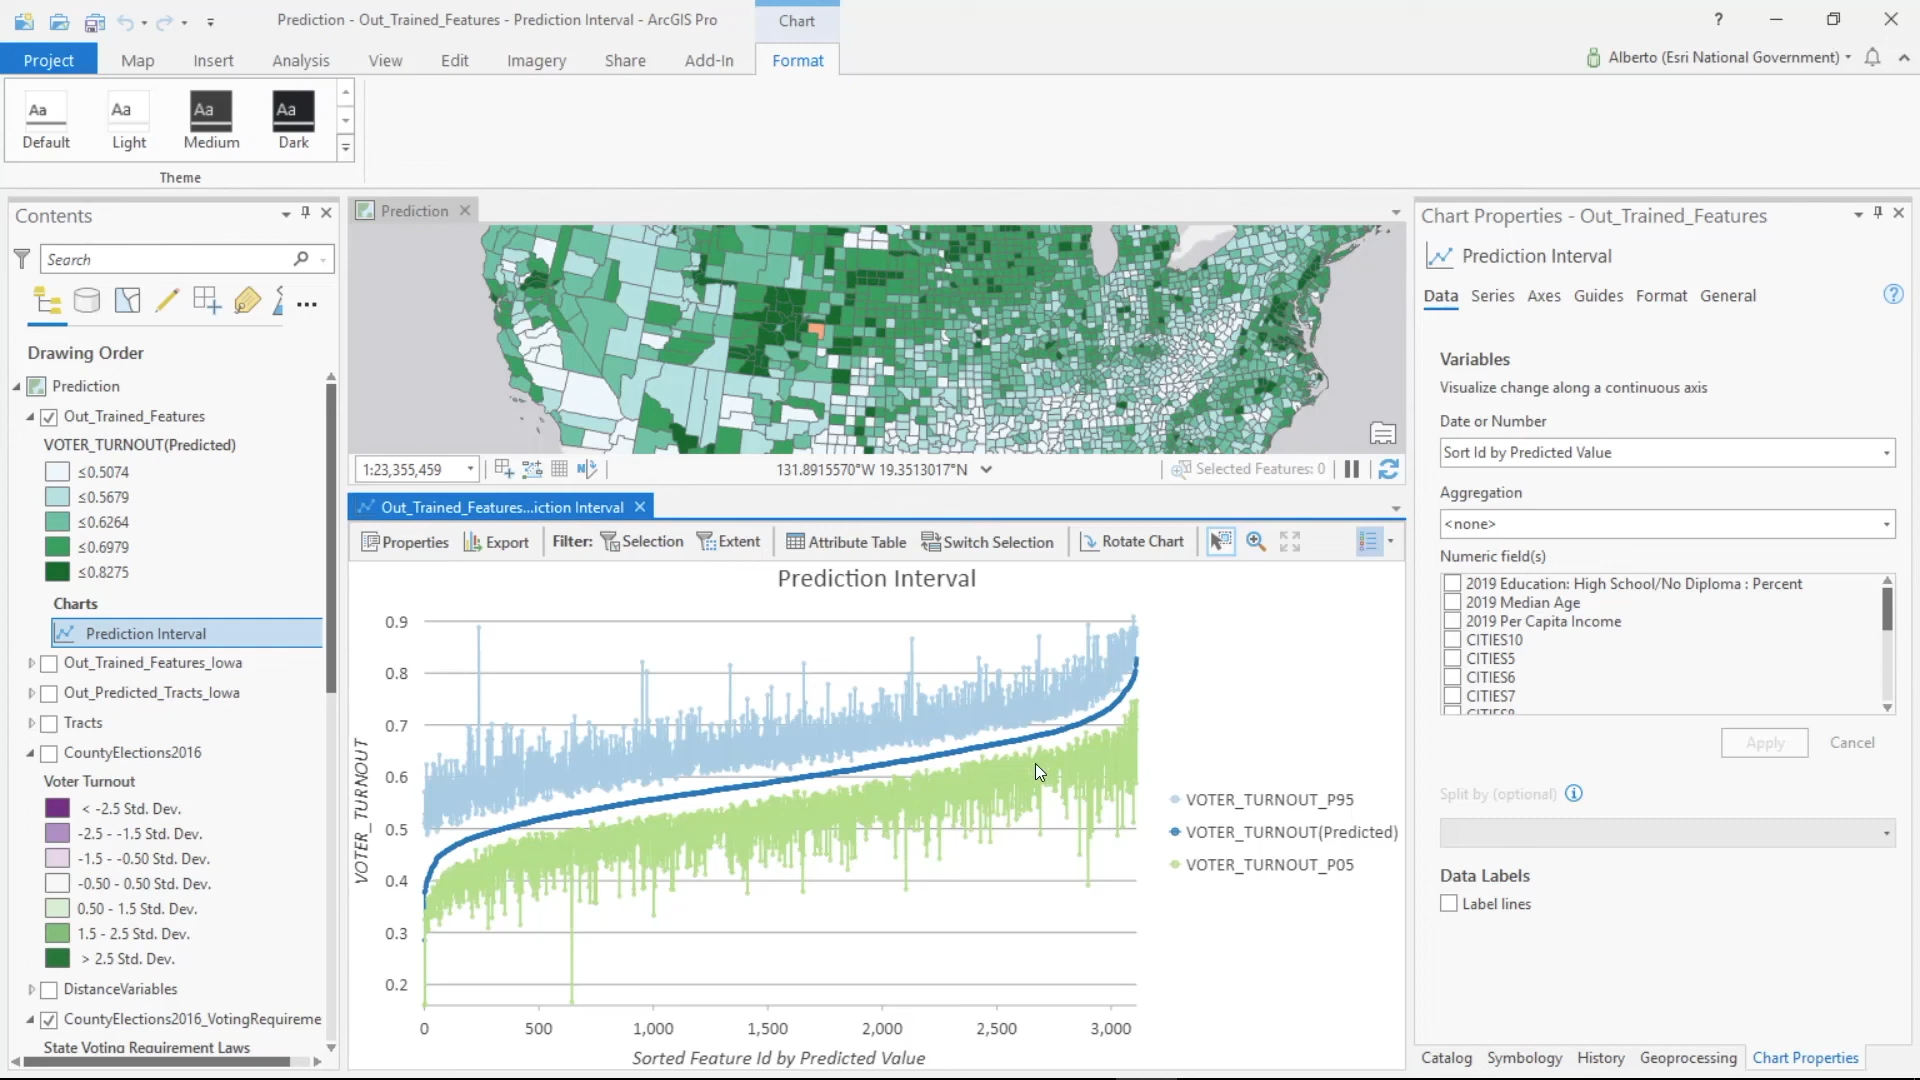 Prediction - Out_Trained_Features - Prediction Interval - ArcGIS Pro
Chart
?
Project Map Insert Analysis View Edit Imagery Share Add-In Format
Alberto (Esri National Government)
Aa Aa Aa Aa
Default Light Medium Dark
Theme
Contents
Search
Drawing Order
Prediction
Out_Trained_Features
VOTER_TURNOUT(Predicted)
≤0.5074
≤0.5679
≤0.6264
≤0.6979
≤0.8275
Charts
Prediction Interval
Out_Trained_Features_Iowa
Out_Predicted_Tracts_Iowa
Tracts
CountyElections2016
Voter Turnout
< -2.5 Std. Dev.
-2.5 - -1.5 Std. Dev.
-1.5 - -0.50 Std. Dev.
-0.50 - 0.50 Std. Dev.
0.50 - 1.5 Std. Dev.
1.5 - 2.5 Std. Dev.
> 2.5 Std. Dev.
DistanceVariables
CountyElections2016_VotingRequireme
State Voting Requirement Laws
Prediction
1:23,355,459
131.8915570°W 19.3513017°N
Selected Features: 0
Out_Trained_Features...iction Interval
Properties Export Filter: Selection Extent Attribute Table Switch Selection Rotate Chart
Prediction Interval
0.9
0.8
0.7
0.6
0.5
0.4
0.3
0.2
VOTER_TURNOUT
0 500 1,000 1,500 2,000 2,500 3,000
Sorted Feature Id by Predicted Value
VOTER_TURNOUT_P95
VOTER_TURNOUT(Predicted)
VOTER_TURNOUT_P05
Chart Properties - Out_Trained_Features
Prediction Interval
Data Series Axes Guides Format General
?
Variables
Visualize change along a continuous axis
Date or Number
Sort Id by Predicted Value
Aggregation
<none>
Numeric field(s)
2019 Education: High School/No Diploma : Percent
2019 Median Age
2019 Per Capita Income
CITIES10
CITIES5
CITIES6
CITIES7
CITIES8
Apply Cancel
Split by (optional)
Data Labels
Label lines
Catalog Symbology History Geoprocessing Chart Properties